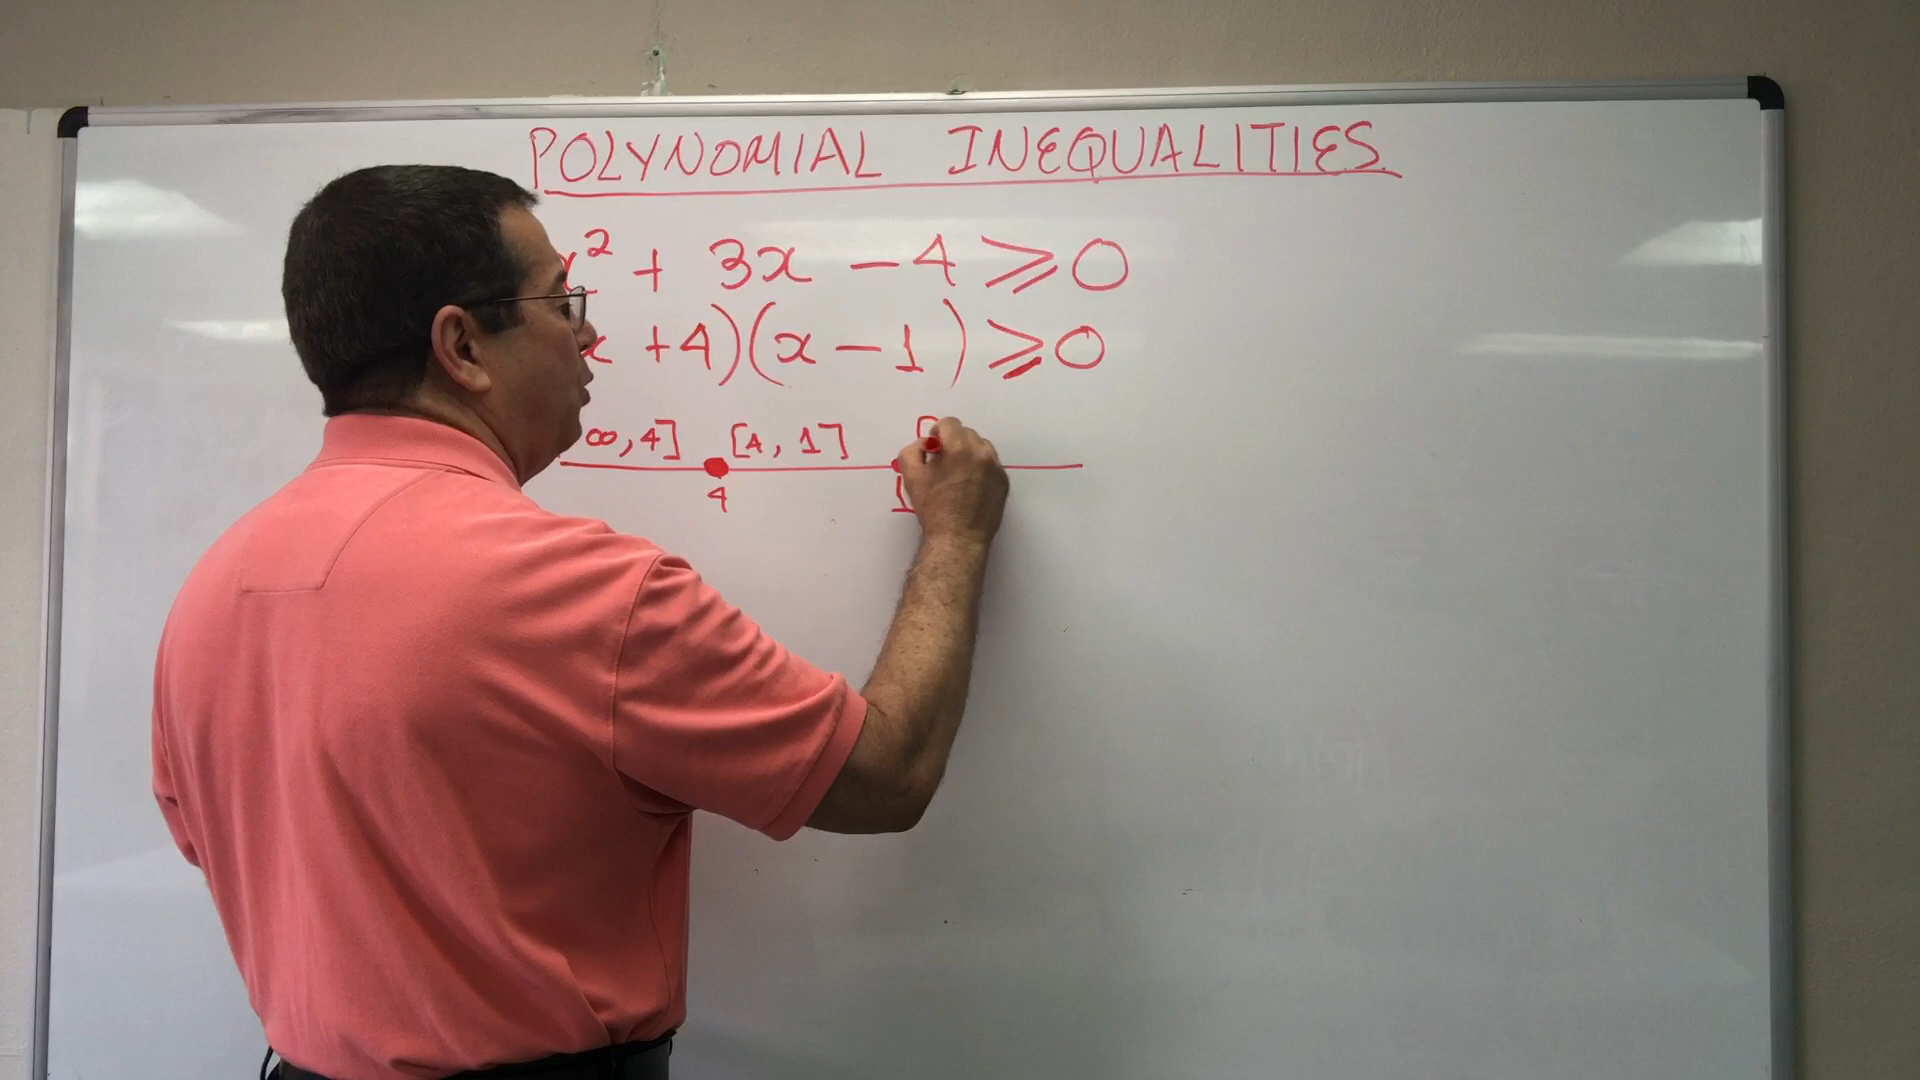 POLYNOMIAL INEQUALITIES
x² + 3x - 4 ⩾ 0
x + 4)(x - 1) ⩾ 0
∞, 4] [4, 1] [
4 1